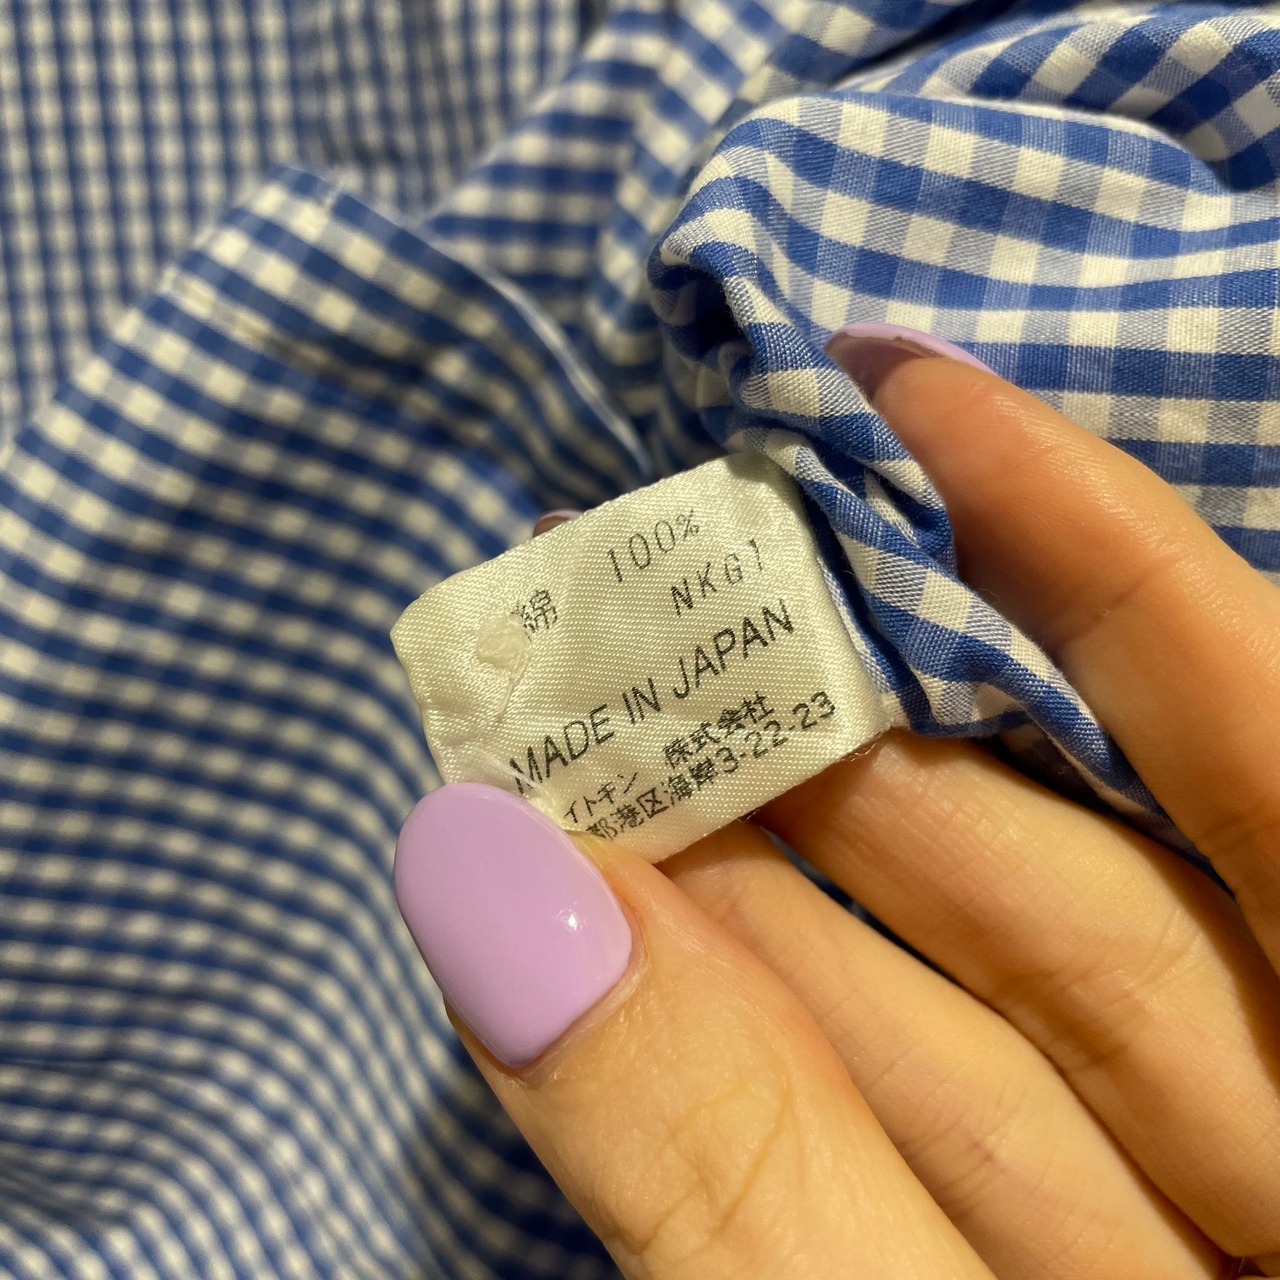 綿 100%
NKG1
MADE IN JAPAN
イトキン 株式会社
都港区海岸3-22-23